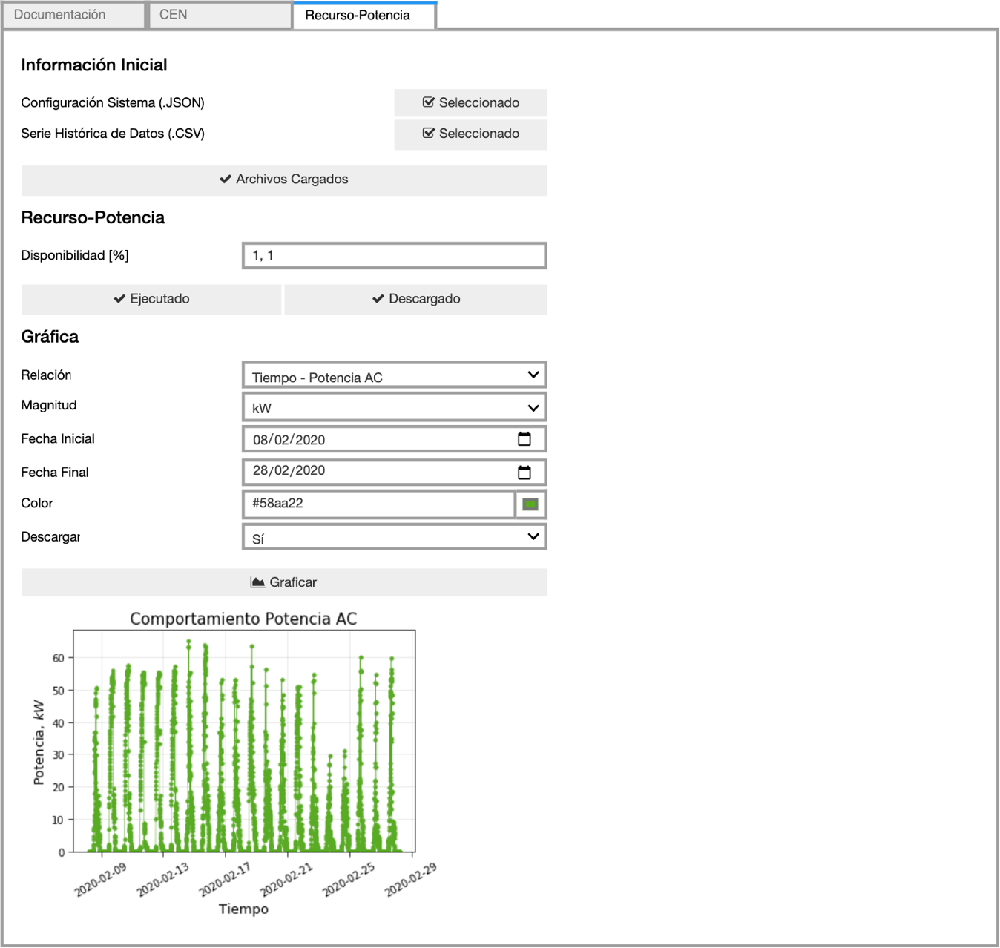 Documentación CEN Recurso-Potencia
Información Inicial
Configuración Sistema (.JSON) Seleccionado
Serie Histórica de Datos (.CSV) Seleccionado
Archivos Cargados
Recurso-Potencia
Disponibilidad [%] 1, 1
Ejecutado Descargado
Gráfica
Relación Tiempo - Potencia AC
Magnitud kW
Fecha Inicial 08/02/2020
Fecha Final 28/02/2020
Color #58aa22
Descargar Sí
Graficar
Comportamiento Potencia AC
60
50
40
30
20
10
0
Potencia, kW
2020-02-09 2020-02-13 2020-02-17 2020-02-21 2020-02-25 2020-02-29
Tiempo